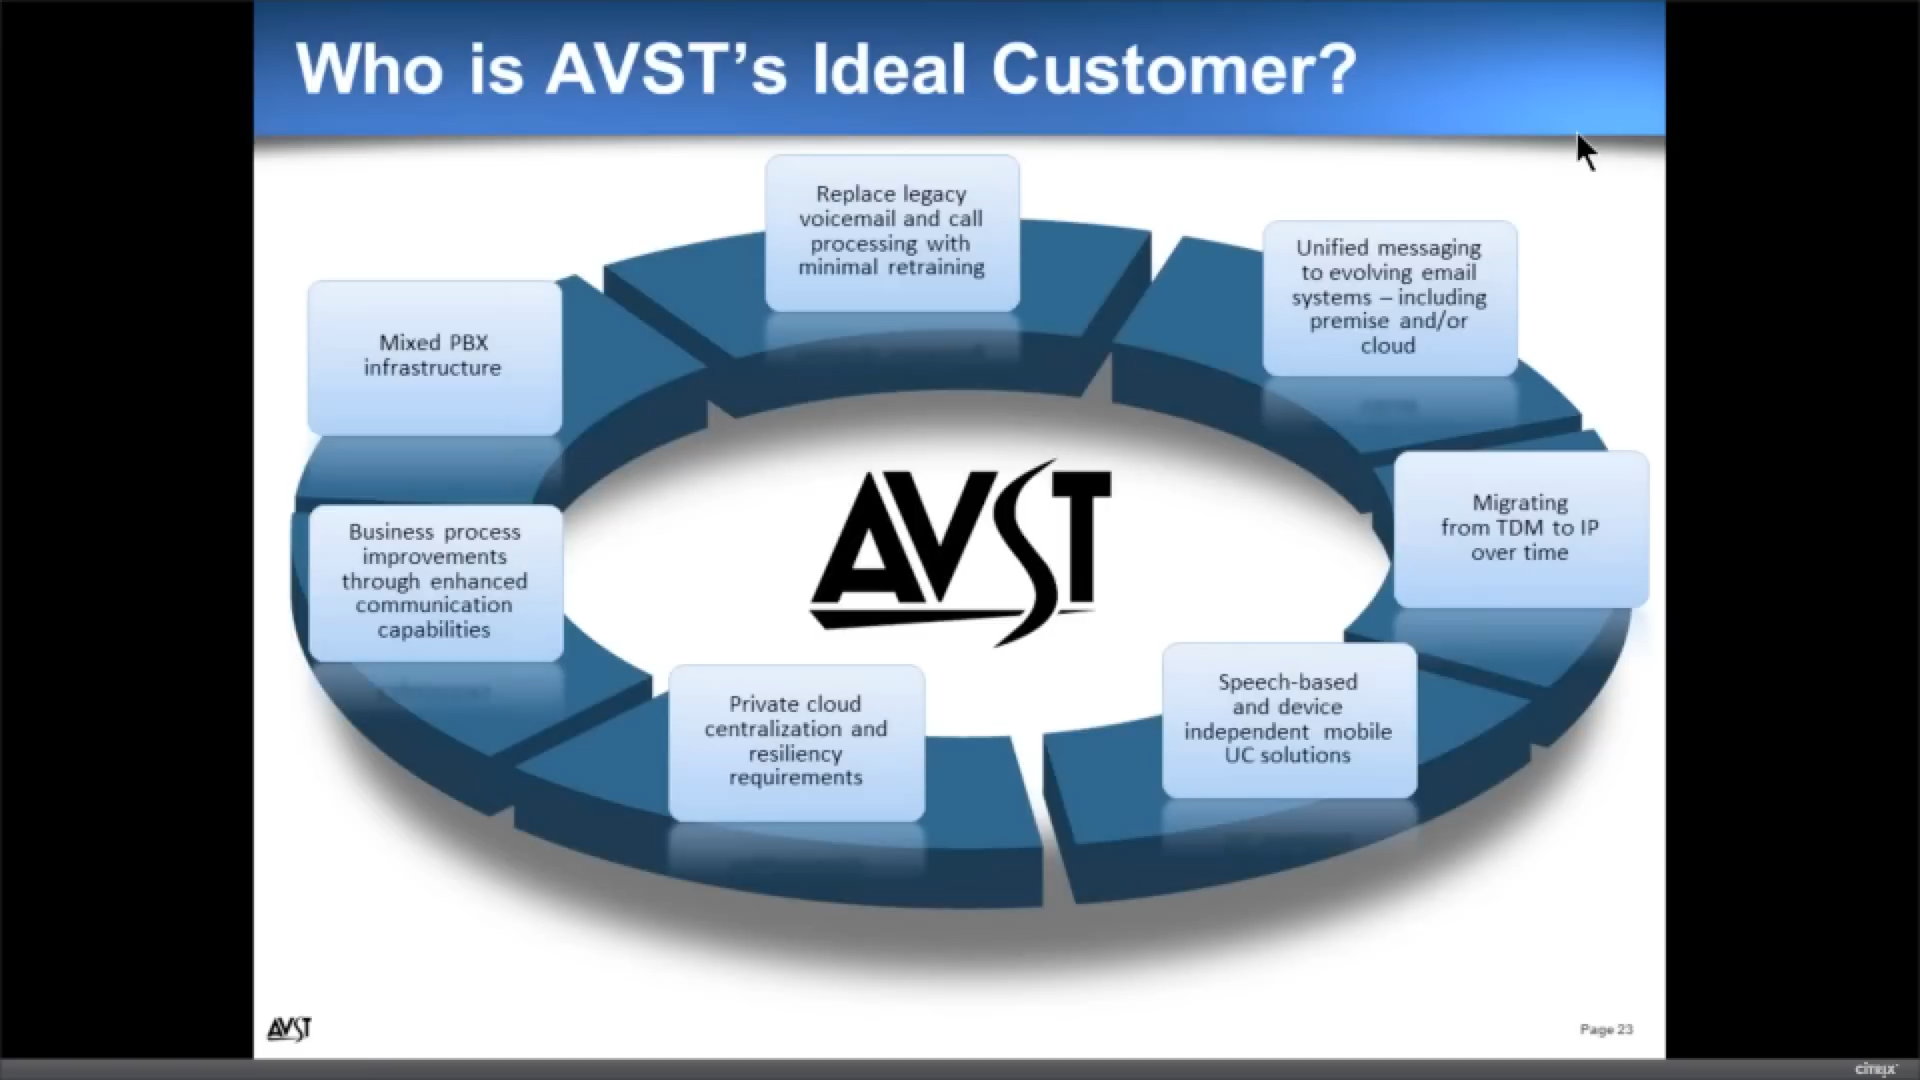 Who is AVST’s Ideal Customer?
Replace legacy
voicemail and call
processing with
minimal retraining
Unified messaging
to evolving email
systems – including
premise and/or
cloud
Mixed PBX
infrastructure
Migrating
from TDM to IP
over time
Business process
improvements
through enhanced
communication
capabilities
AVST
Speech-based
and device
independent mobile
UC solutions
Private cloud
centralization and
resiliency
requirements
AVST
Page 23
citrix